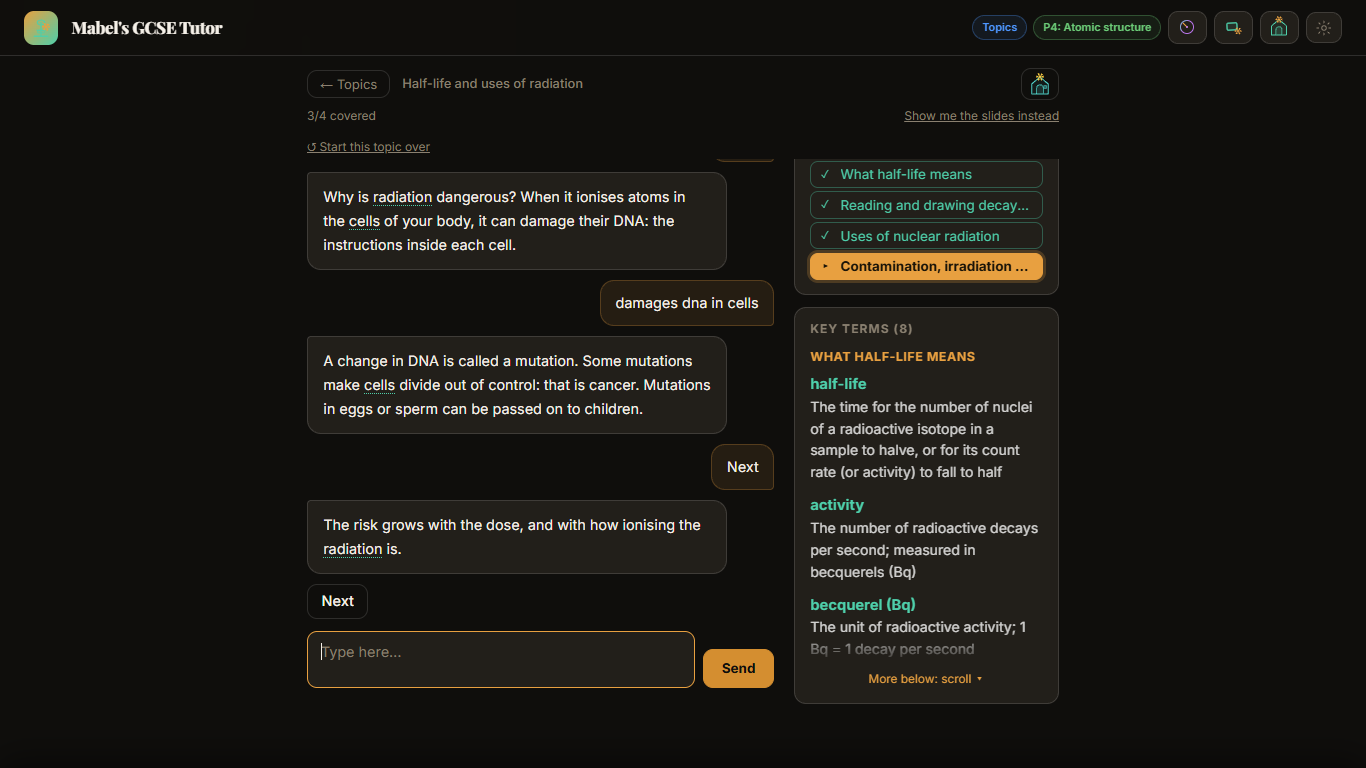 Mabel's GCSE Tutor
Topics
P4: Atomic structure
← Topics
Half-life and uses of radiation
3/4 covered
Show me the slides instead
↺ Start this topic over
Why is radiation dangerous? When it ionises atoms in
the cells of your body, it can damage their DNA: the
instructions inside each cell.
damages dna in cells
A change in DNA is called a mutation. Some mutations
make cells divide out of control: that is cancer. Mutations
in eggs or sperm can be passed on to children.
Next
The risk grows with the dose, and with how ionising the
radiation is.
Next
Type here...
Send
✓ What half-life means
✓ Reading and drawing decay...
✓ Uses of nuclear radiation
▸ Contamination, irradiation ...
KEY TERMS (8)
WHAT HALF-LIFE MEANS
half-life
The time for the number of nuclei
of a radioactive isotope in a
sample to halve, or for its count
rate (or activity) to fall to half
activity
The number of radioactive decays
per second; measured in
becquerels (Bq)
becquerel (Bq)
The unit of radioactive activity; 1
Bq = 1 decay per second
More below: scroll ▾